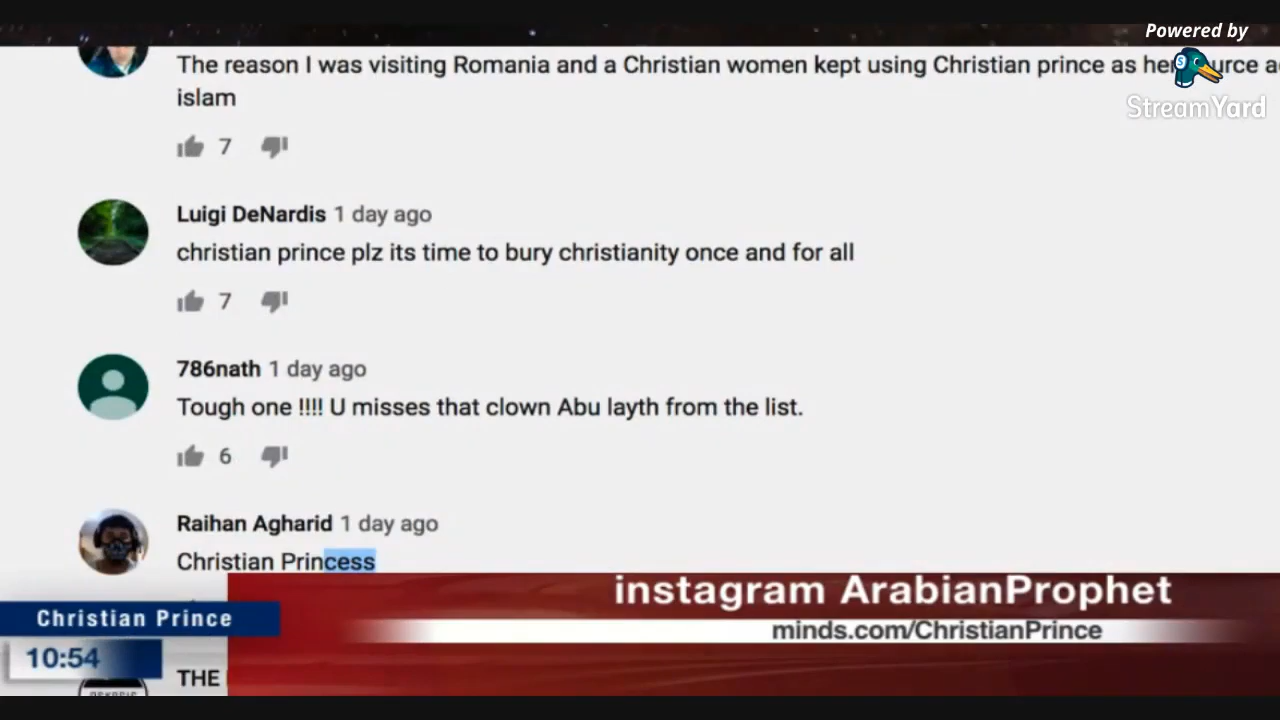 Powered by
StreamYard
The reason I was visiting Romania and a Christian women kept using Christian prince as her
islam
7
Luigi DeNardis 1 day ago
christian prince plz its time to bury christianity once and for all
7
786nath 1 day ago
Tough one !!!! U misses that clown Abu layth from the list.
6
Raihan Agharid 1 day ago
Christian Princess
instagram ArabianProphet
Christian Prince
minds.com/ChristianPrince
10:54
THE